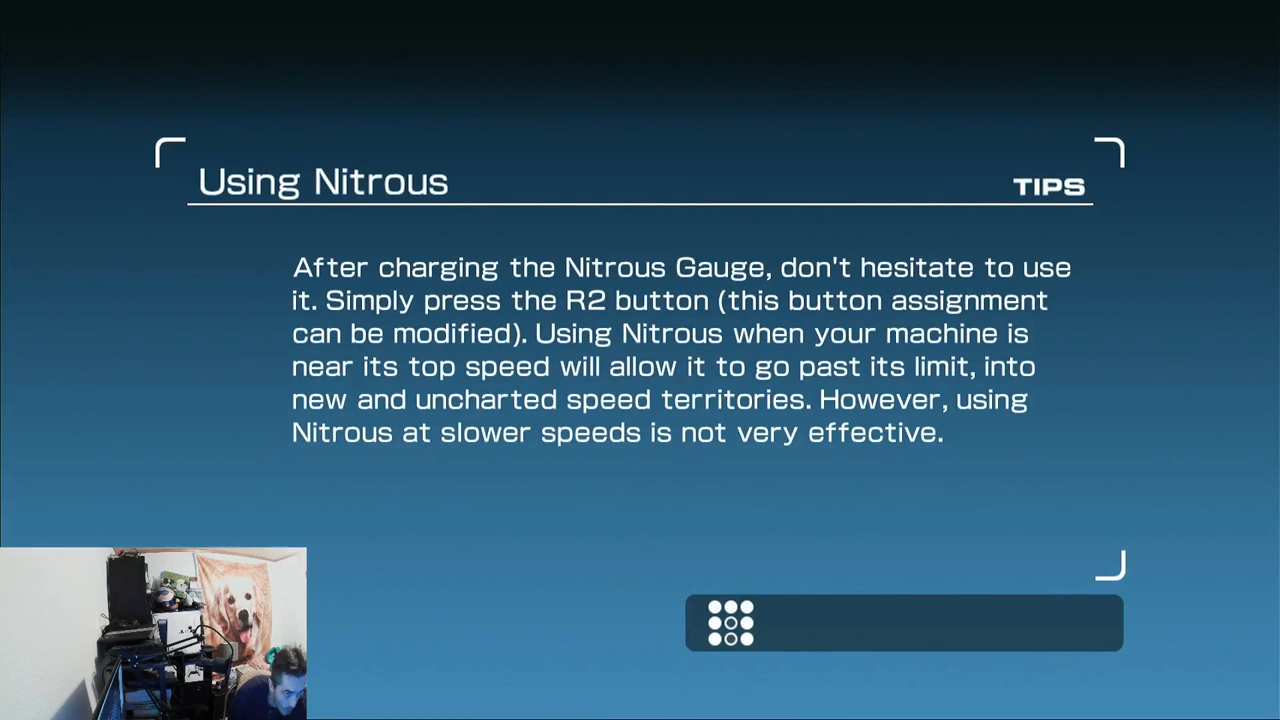 Using Nitrous
TIPS
After charging the Nitrous Gauge, don't hesitate to use
it. Simply press the R2 button (this button assignment
can be modified). Using Nitrous when your machine is
near its top speed will allow it to go past its limit, into
new and uncharted speed territories. However, using
Nitrous at slower speeds is not very effective.